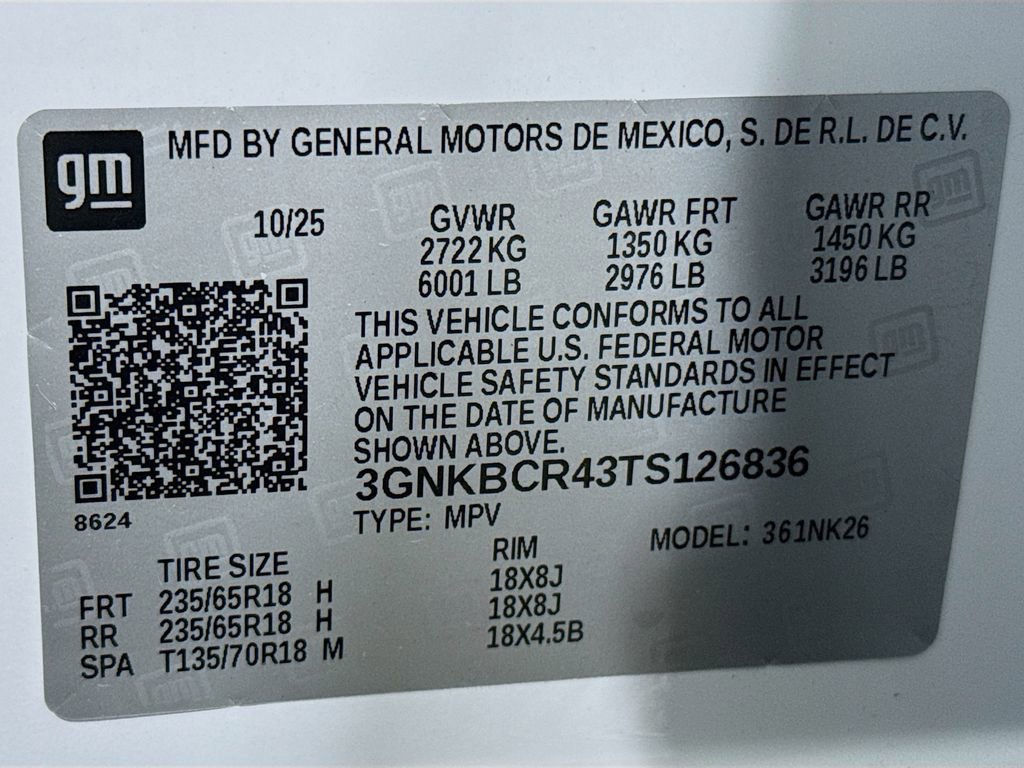 gm MFD BY GENERAL MOTORS DE MEXICO, S. DE R.L. DE C.V.
10/25 GVWR GAWR FRT GAWR RR
2722 KG 1350 KG 1450 KG
6001 LB 2976 LB 3196 LB
THIS VEHICLE CONFORMS TO ALL
APPLICABLE U.S. FEDERAL MOTOR
VEHICLE SAFETY STANDARDS IN EFFECT
ON THE DATE OF MANUFACTURE
SHOWN ABOVE.
3GNKBCR43TS126836
8624 TYPE: MPV MODEL: 361NK26
TIRE SIZE RIM
FRT 235/65R18 H 18X8J
RR 235/65R18 H 18X8J
SPA T135/70R18 M 18X4.5B